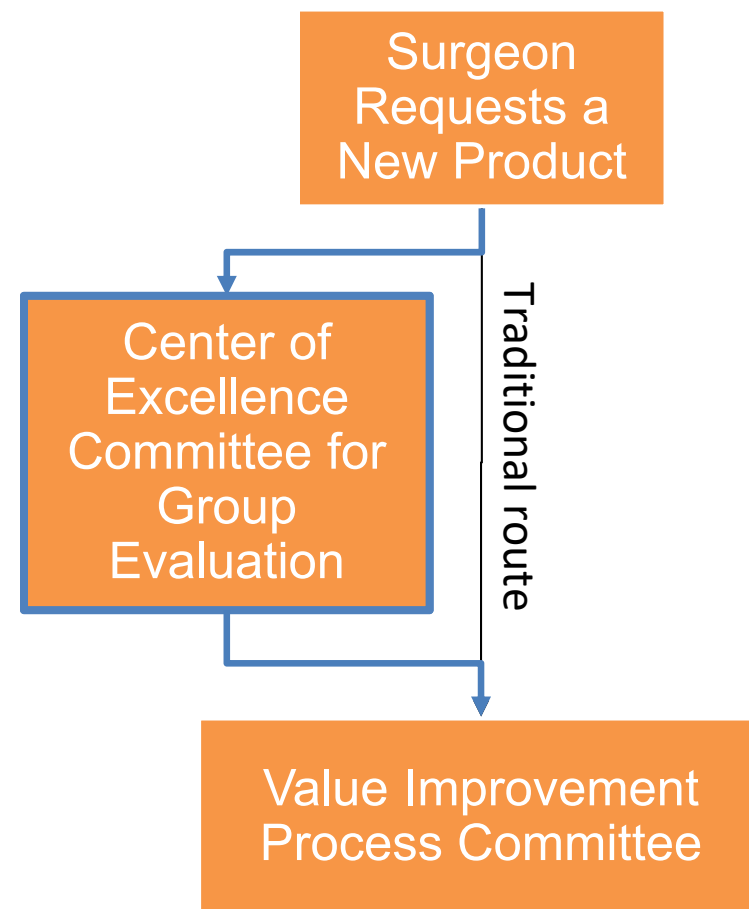 Surgeon
Requests a
New Product
Traditional route
Center of
Excellence
Committee for
Group
Evaluation
Value Improvement
Process Committee